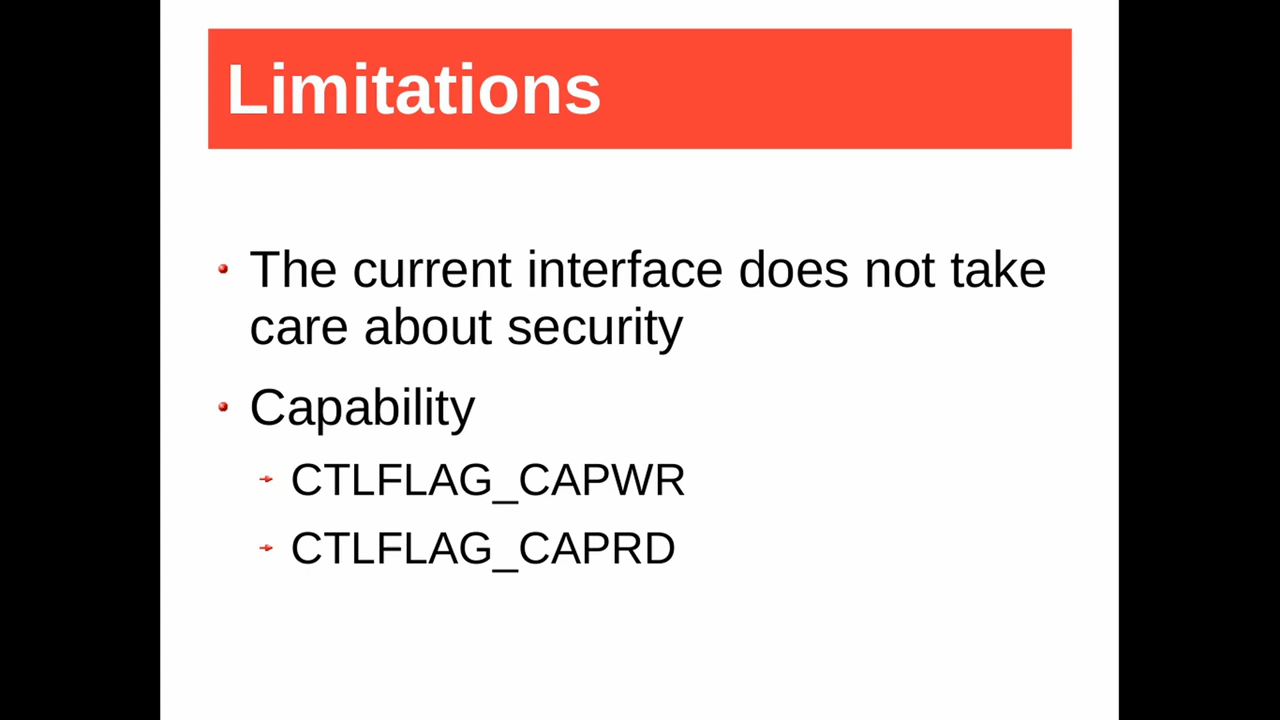 Limitations
The current interface does not take
care about security
Capability
CTLFLAG_CAPWR
CTLFLAG_CAPRD